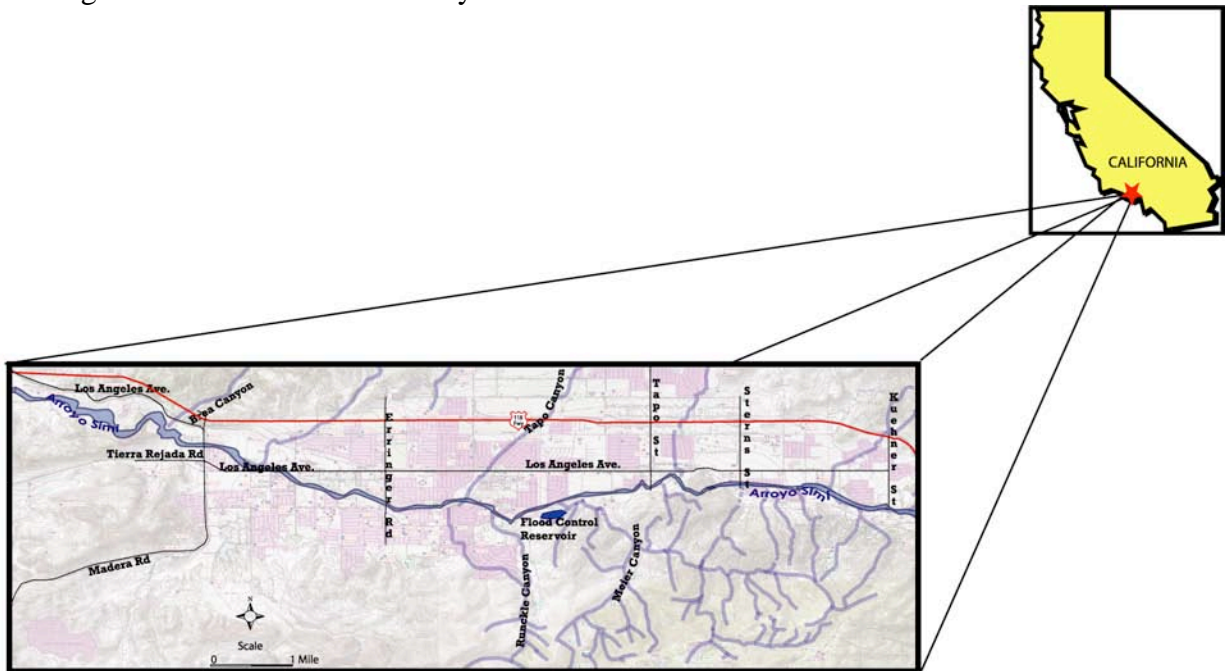 CALIFORNIA
Los Angeles Ave.
Brea Canyon
Arroyo Simi
Tierra Rejada Rd
Los Angeles Ave.
Madera Rd
Erringer Rd
118
Tapo Canyon
Tapo St
Sterns St
Kuehner St
Los Angeles Ave.
Arroyo Simi
Flood Control
Reservoir
Runckle Canyon
Meier Canyon
N
Scale
0 1 Mile